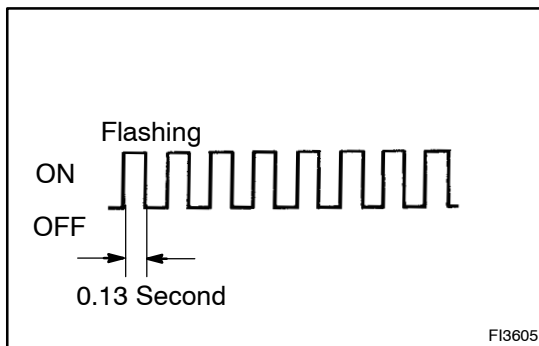 Flashing
ON
OFF
0.13 Second
FI3605